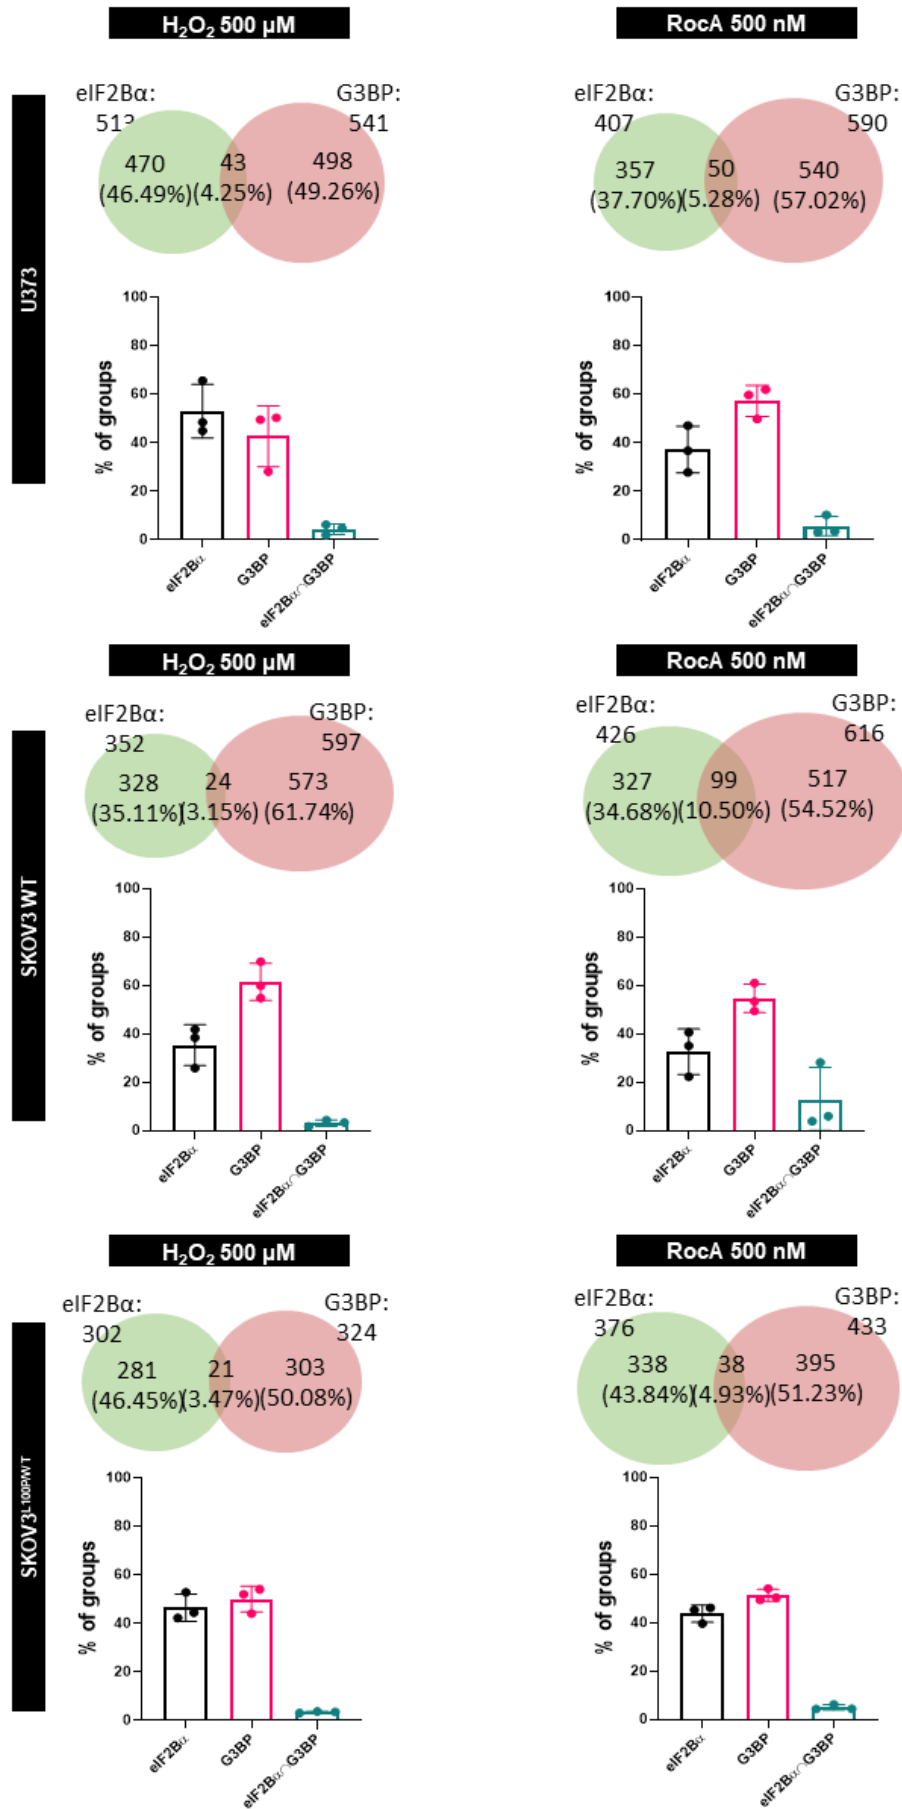 H₂O₂ 500 µM
RocA 500 nM
U373
eIF2Bα:
513
G3BP:
541
470
(46.49%)
43
(4.25%)
498
(49.26%)
eIF2Bα:
407
G3BP:
590
357
(37.70%)
50
(5.28%)
540
(57.02%)
% of groups
100
80
60
40
20
0
eIF2Bα
G3BP
eIF2Bα∩G3BP
% of groups
100
80
60
40
20
0
eIF2Bα
G3BP
eIF2Bα∩G3BP
H₂O₂ 500 µM
RocA 500 nM
SKOV3 WT
eIF2Bα:
352
G3BP:
597
328
(35.11%)
24
(3.15%)
573
(61.74%)
eIF2Bα:
426
G3BP:
616
327
(34.68%)
99
(10.50%)
517
(54.52%)
% of groups
100
80
60
40
20
0
eIF2Bα
G3BP
eIF2Bα∩G3BP
% of groups
100
80
60
40
20
0
eIF2Bα
G3BP
eIF2Bα∩G3BP
H₂O₂ 500 µM
RocA 500 nM
SKOV3 L100P/WT
eIF2Bα:
302
G3BP:
324
281
(46.45%)
21
(3.47%)
303
(50.08%)
eIF2Bα:
376
G3BP:
433
338
(43.84%)
38
(4.93%)
395
(51.23%)
% of groups
100
80
60
40
20
0
eIF2Bα
G3BP
eIF2Bα∩G3BP
% of groups
100
80
60
40
20
0
eIF2Bα
G3BP
eIF2Bα∩G3BP